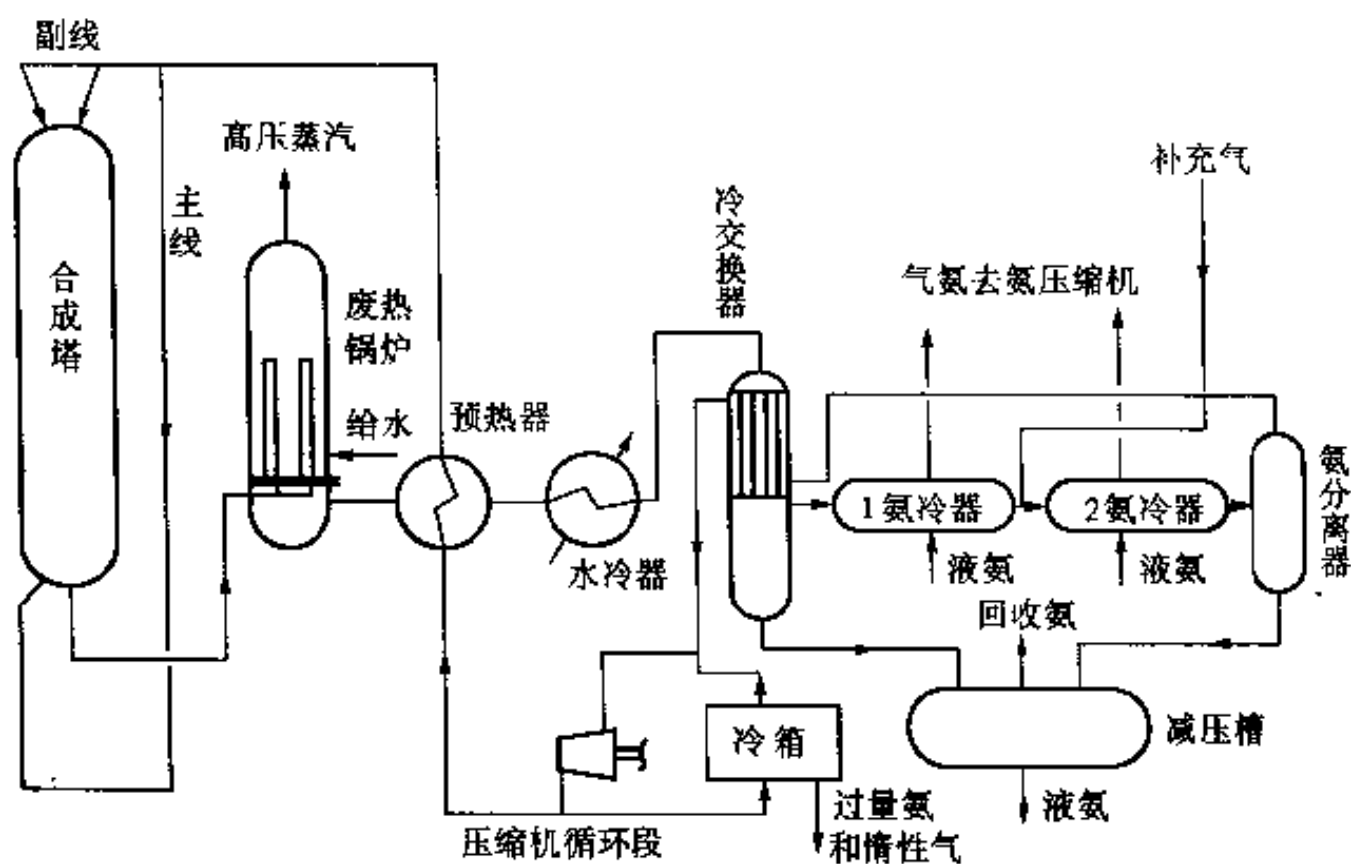 副线
高压蒸汽
补充气
主线
冷交换器
合成塔
废热
锅炉
气氨去氨压缩机
给水
预热器
氨分离器
1氨冷器
2氨冷器
水冷器
液氨
液氨
回收氨
减压槽
冷箱
压缩机循环段
过量氨
和惰性气
液氨